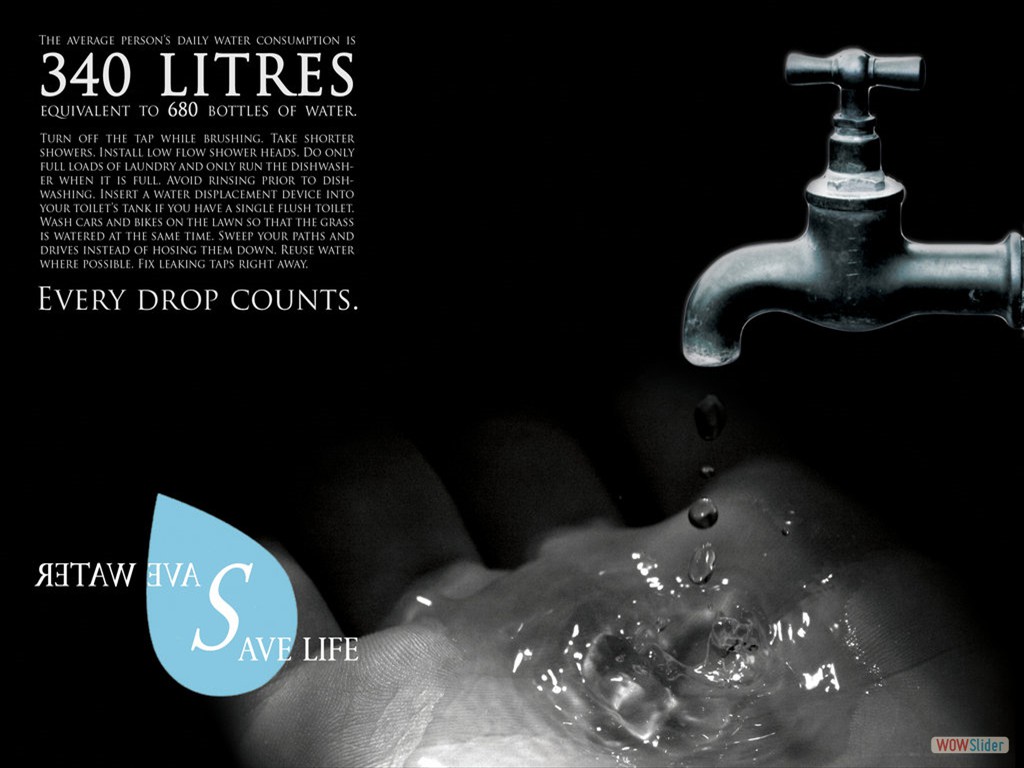 The average person's daily water consumption is
340 LITRES
equivalent to 680 bottles of water.
Turn off the tap while brushing. Take shorter
showers. Install low flow shower heads. Do only
full loads of laundry and only run the dishwash-
er when it is full. Avoid rinsing prior to dish-
washing. Insert a water displacement device into
your toilet's tank if you have a single flush toilet.
Wash cars and bikes on the lawn so that the grass
is watered at the same time. Sweep your paths and
drives instead of hosing them down. Reuse water
where possible. Fix leaking taps right away.
Every drop counts.
SAVE WATER
SAVE LIFE
WOWSlider